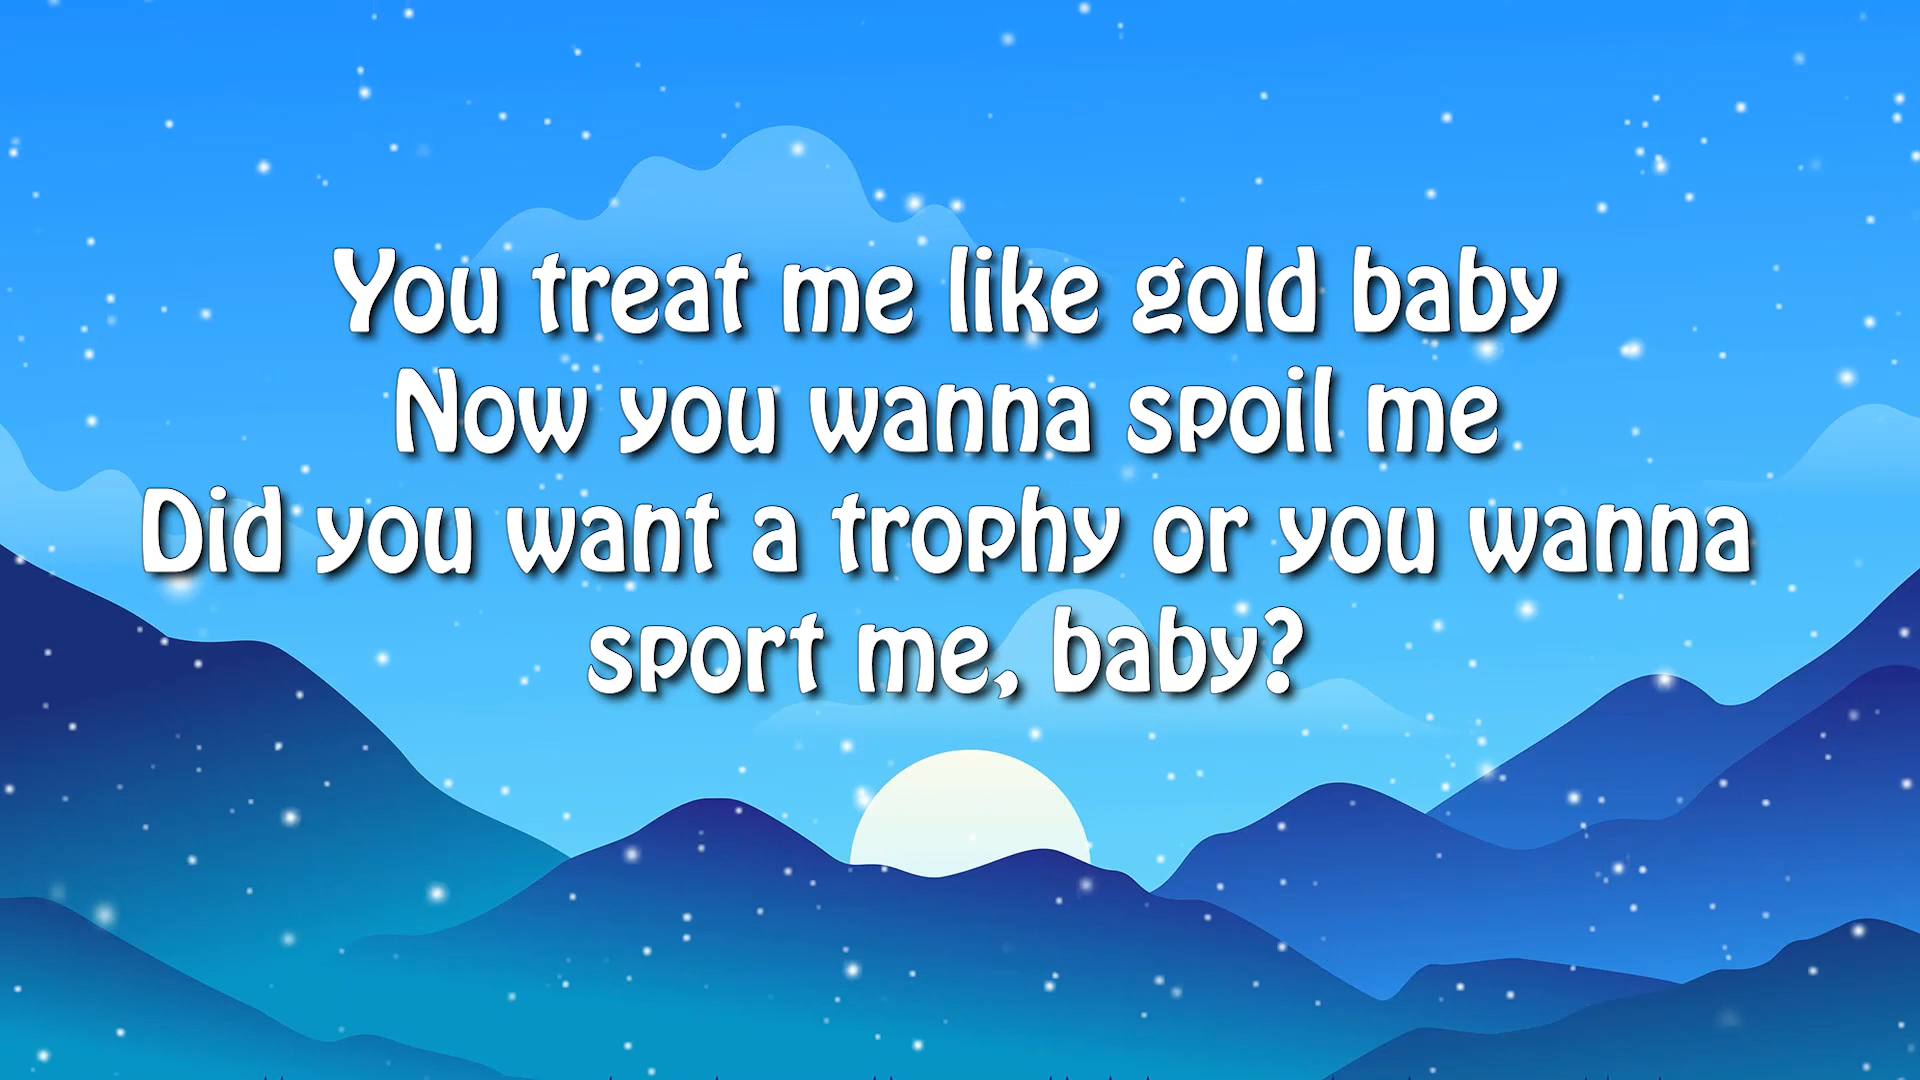 You treat me like gold baby
Now you wanna spoil me
Did you want a trophy or you wanna
sport me, baby?